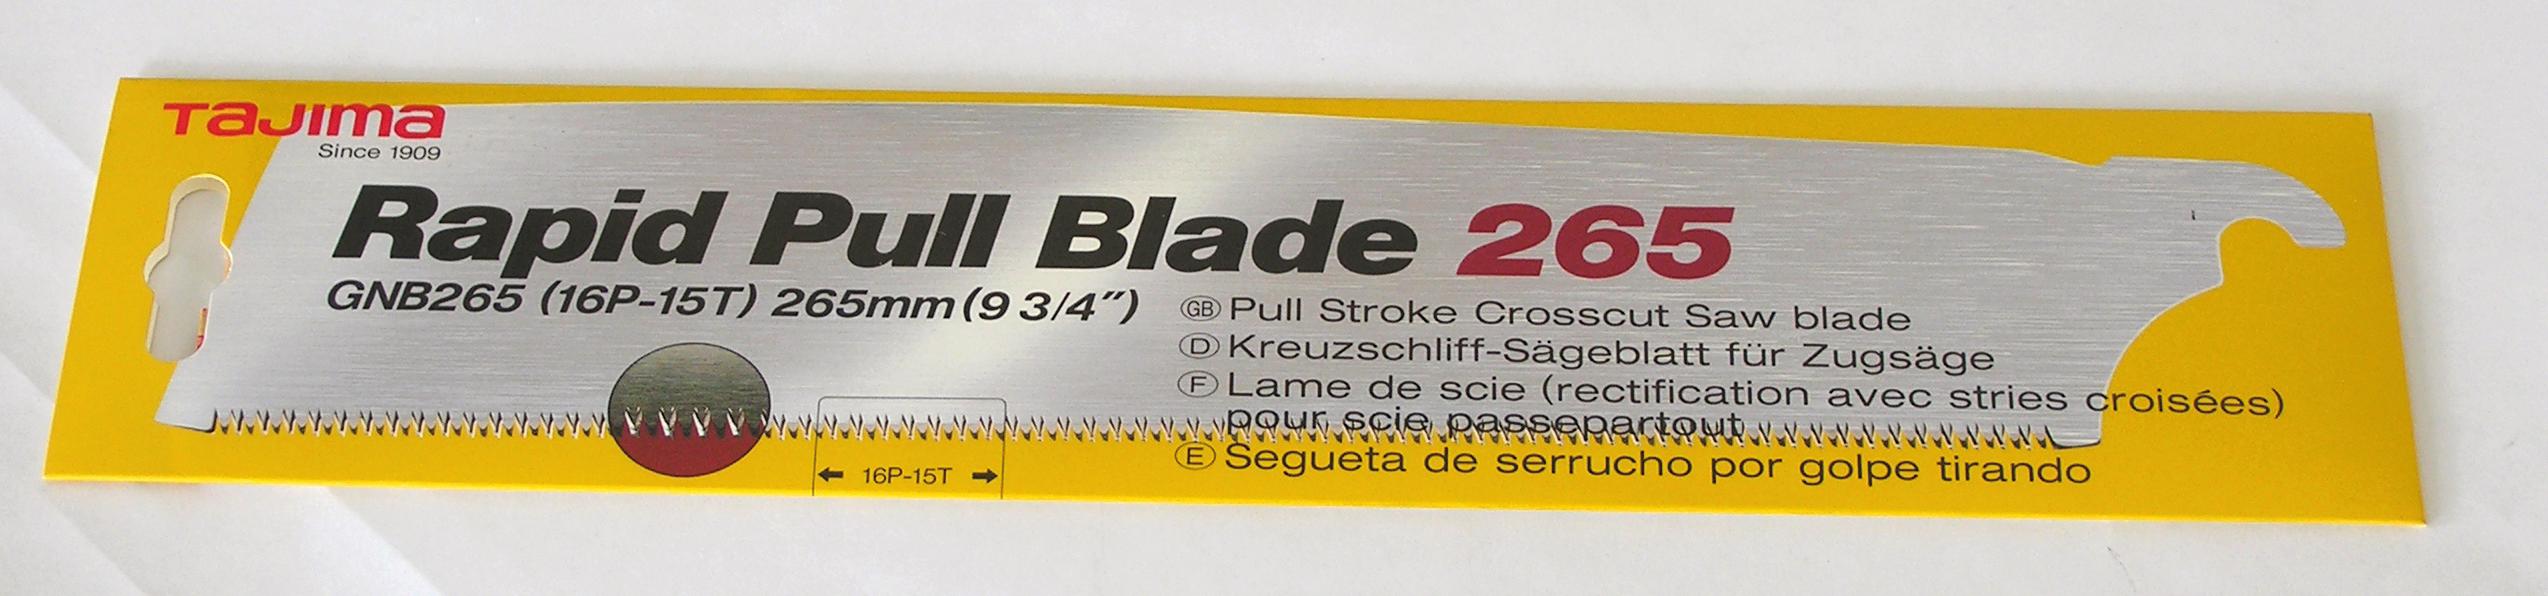 TAJIMA
Since 1909
Rapid Pull Blade 265
GNB265 (16P-15T) 265mm (9 3/4")
GB Pull Stroke Crosscut Saw blade
D Kreuzschliff-Sägeblatt für Zugsäge
F Lame de scie (rectification avec stries croisées)
pour scie passepartout
E Segueta de serrucho por golpe tirando
16P-15T